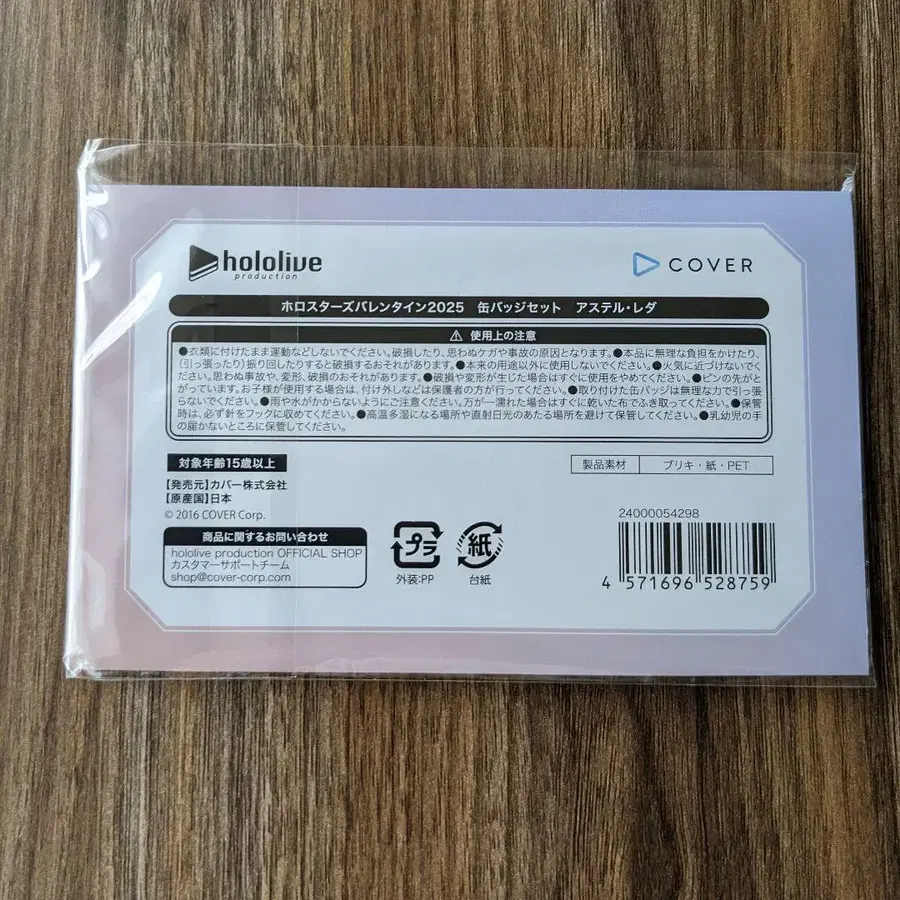 hololive
production
COVER
ホロスターズバレンタイン2025 缶バッジセット アステル・レダ
⚠ 使用上の注意
●衣類に付けたまま運動などしないでください。破損したり、思わぬケガや事故の原因となります。●本品に無理な負担をかけたり、
(引っ張ったり)振り回したりすると破損するおそれがあります。●本来の用途以外に使用しないでください。●火気に近づけないでく
ださい。思わぬ事故や、変形、破損のおそれがあります。●破損や変形が生じた場合はすぐに使用をやめてください。●ピンの先がと
がっています。お子様が使用する場合は、付け外しなどは保護者の方が行ってください。●取り付けた缶バッジは無理な力で引っ張
らないでください。●雨や水がかからないようにご注意ください。万が一濡れた場合はすぐに乾いた布でふき取ってください。●保管
時は、必ず針をフックに収めてください。●高温多湿になる場所や直射日光のあたる場所を避けて保管してください。●乳幼児の手
の届かないところに保管してください。
対象年齢15歳以上
【発売元】カバー株式会社
【原産国】日本
© 2016 COVER Corp.
製品素材 ブリキ・紙・PET
商品に関するお問い合わせ
hololive production OFFICIAL SHOP
カスタマーサポートチーム
shop@cover-corp.com
プラ
外装:PP
紙
台紙
24000054298
4 571696 528759